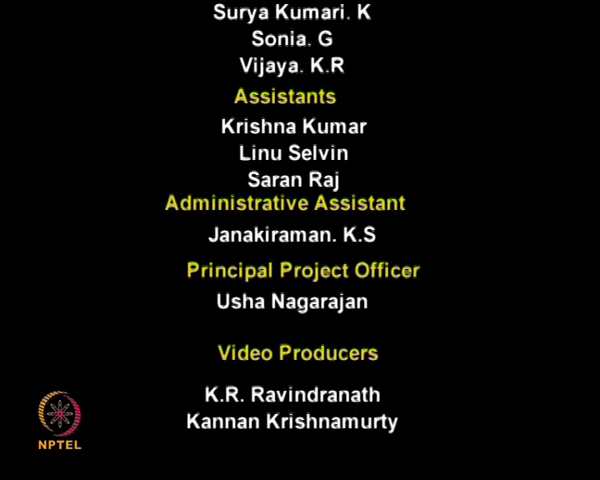 Surya Kumari. K
Sonia. G
Vijaya. K.R
Assistants
Krishna Kumar
Linu Selvin
Saran Raj
Administrative Assistant
Janakiraman. K.S
Principal Project Officer
Usha Nagarajan
Video Producers
K.R. Ravindranath
Kannan Krishnamurty
NPTEL